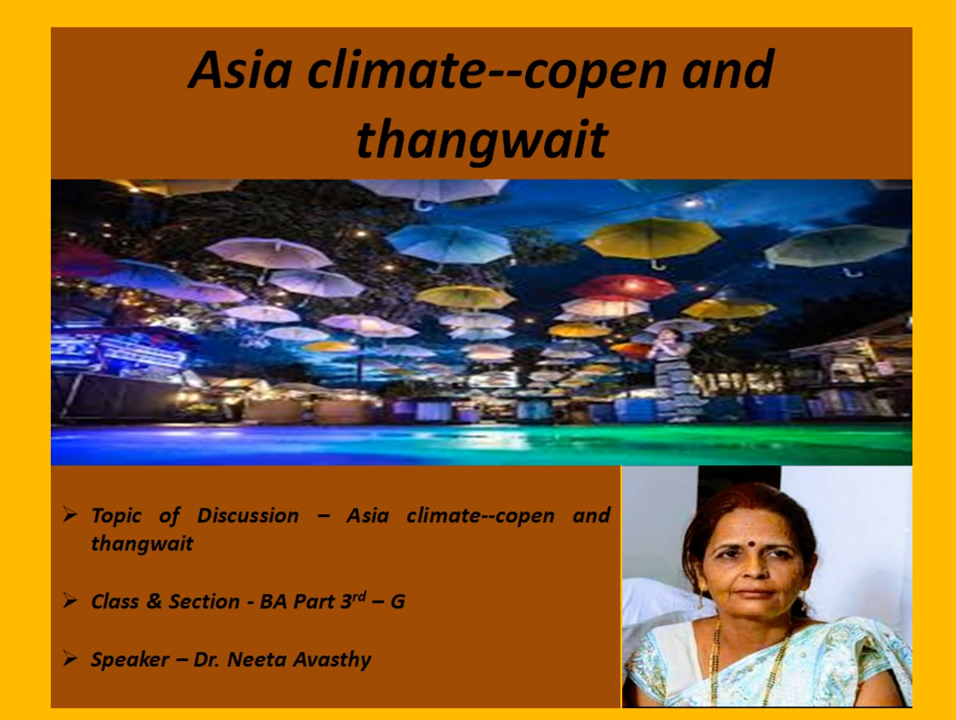 Asia climate--copen and
thangwait
➢ Topic of Discussion – Asia climate--copen and
thangwait
➢ Class & Section - BA Part 3rd – G
➢ Speaker – Dr. Neeta Avasthy